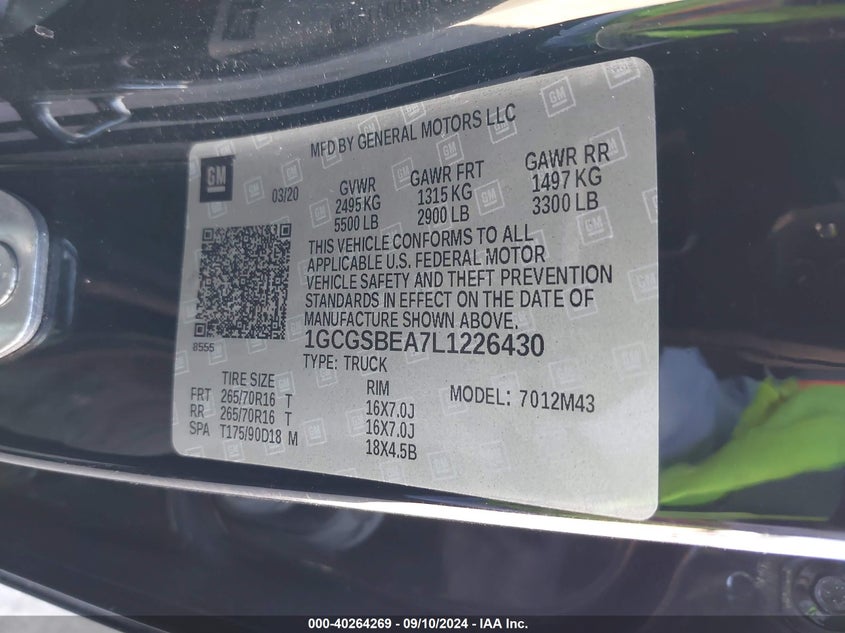 MFD BY GENERAL MOTORS LLC
GM
03/20
GVWR
2495 KG
5500 LB
GAWR FRT
1315 KG
2900 LB
GAWR RR
1497 KG
3300 LB
THIS VEHICLE CONFORMS TO ALL
APPLICABLE U.S. FEDERAL MOTOR
VEHICLE SAFETY AND THEFT PREVENTION
STANDARDS IN EFFECT ON THE DATE OF
MANUFACTURE SHOWN ABOVE.
8555
1GCGSBEA7L1226430
TYPE: TRUCK
TIRE SIZE
RIM
MODEL: 7012M43
FRT 265/70R16 T 16X7.0J
RR 265/70R16 T 16X7.0J
SPA T175/90D18 M 18X4.5B
000-40264269 - 09/10/2024 - IAA Inc.